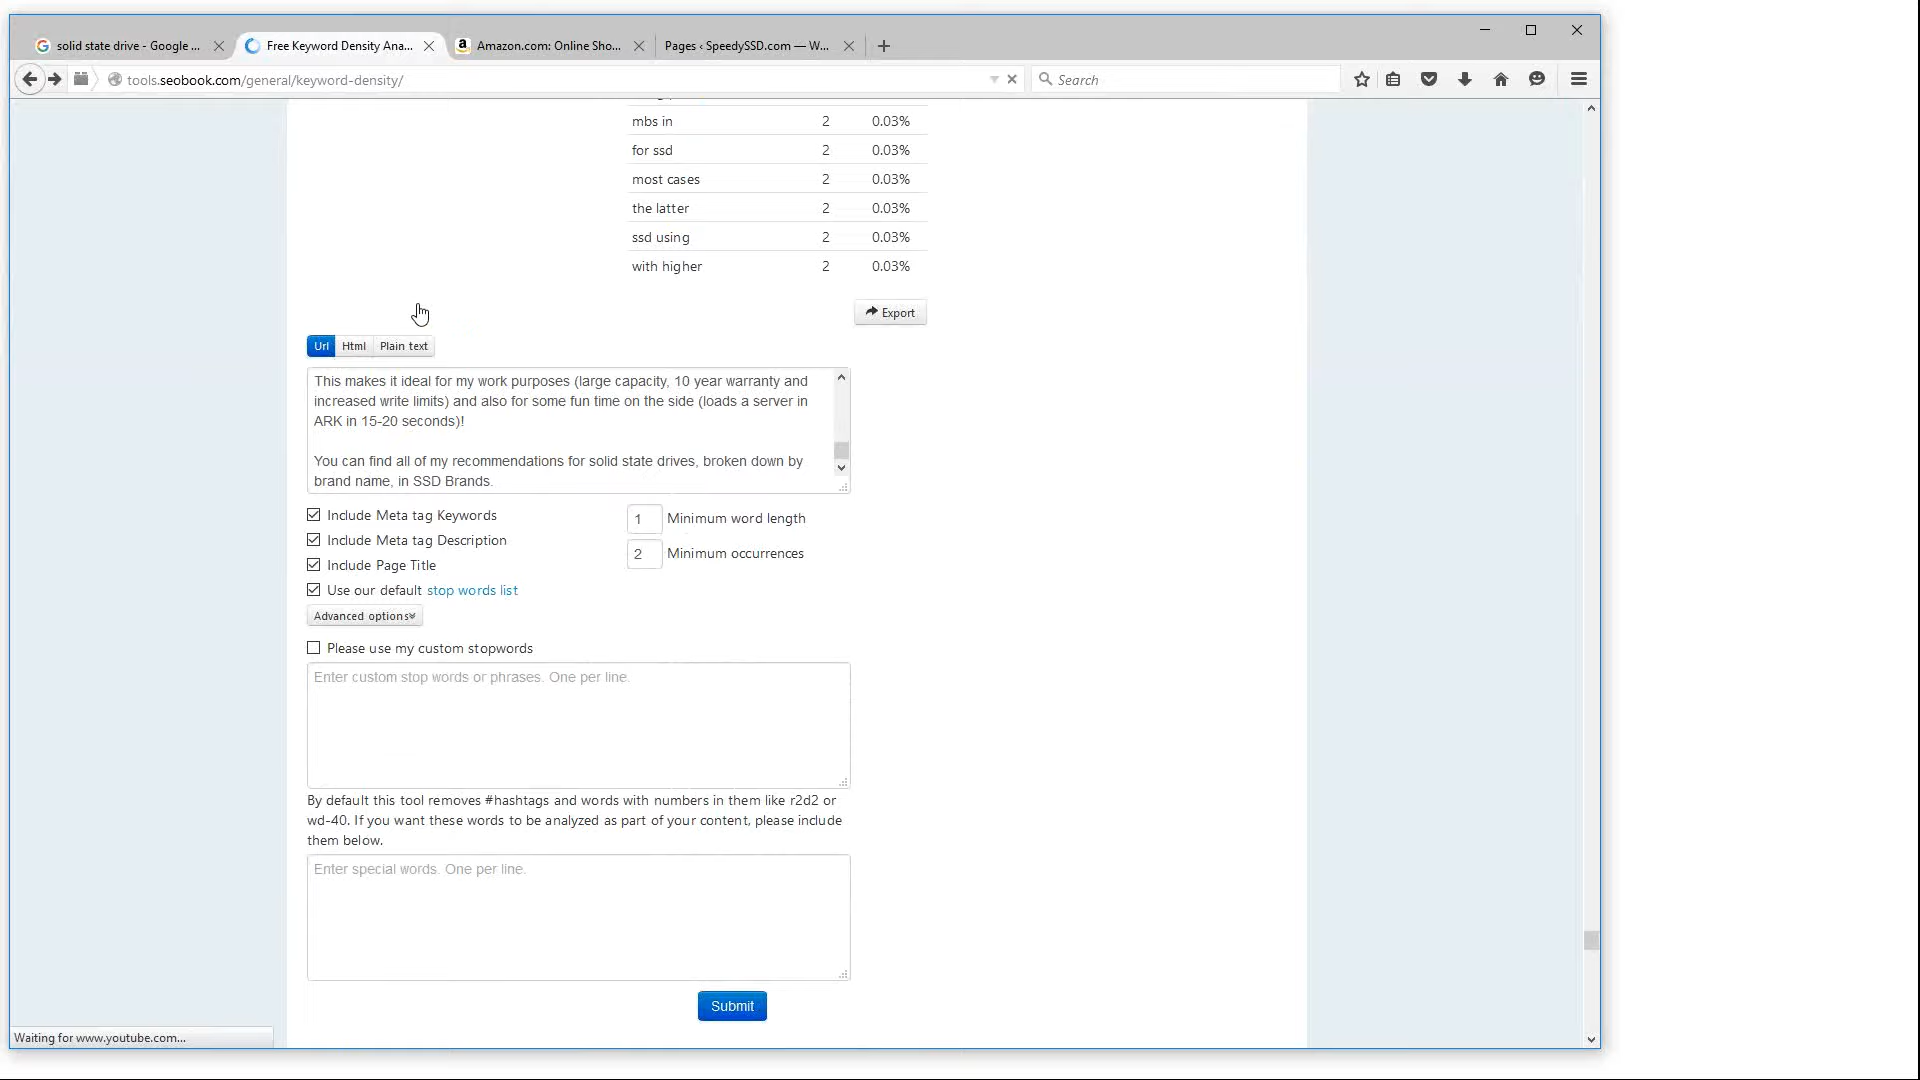 solid state drive - Google ...
Free Keyword Density Ana...
Amazon.com: Online Sho...
Pages ‹ SpeedySSD.com — W...
tools.seobook.com/general/keyword-density/
Search
mbs in 2 0.03%
for ssd 2 0.03%
most cases 2 0.03%
the latter 2 0.03%
ssd using 2 0.03%
with higher 2 0.03%
Export
Url Html Plain text
This makes it ideal for my work purposes (large capacity, 10 year warranty and
increased write limits) and also for some fun time on the side (loads a server in
ARK in 15-20 seconds)!
You can find all of my recommendations for solid state drives, broken down by
brand name, in SSD Brands.
Include Meta tag Keywords
1 Minimum word length
Include Meta tag Description
2 Minimum occurrences
Include Page Title
Use our default stop words list
Advanced options
Please use my custom stopwords
Enter custom stop words or phrases. One per line.
By default this tool removes #hashtags and words with numbers in them like r2d2 or
wd-40. If you want these words to be analyzed as part of your content, please include
them below.
Enter special words. One per line.
Submit
Waiting for www.youtube.com...